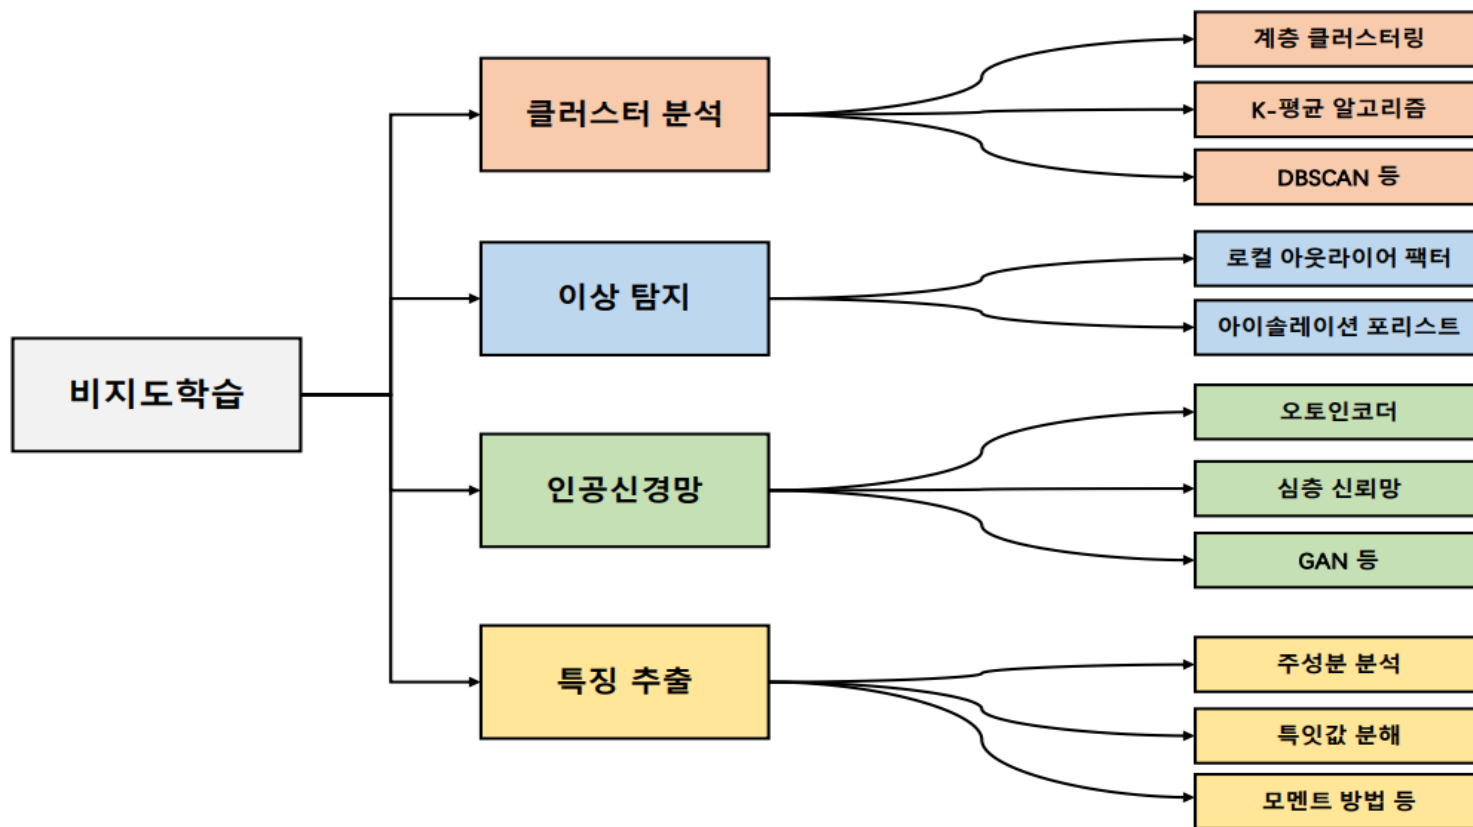 비지도학습
클러스터 분석
계층 클러스터링
K-평균 알고리즘
DBSCAN 등
이상 탐지
로컬 아웃라이어 팩터
아이솔레이션 포리스트
인공신경망
오토인코더
심층 신뢰망
GAN 등
특징 추출
주성분 분석
특잇값 분해
모멘트 방법 등